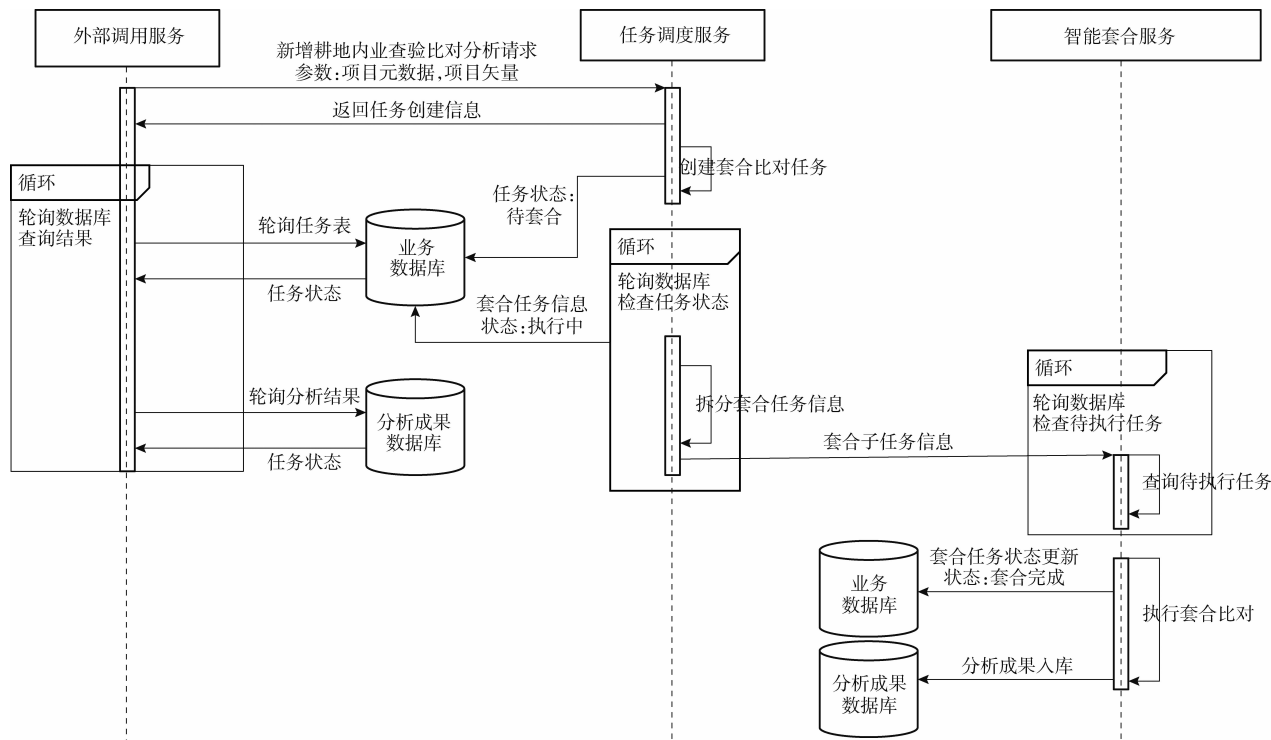 外部调用服务
任务调度服务
智能套合服务
新增耕地内业查验比对分析请求
参数:项目元数据,项目矢量
返回任务创建信息
创建套合比对任务
循环
轮询数据库
查询结果
任务状态:
待套合
轮询任务表
业务
数据库
任务状态
循环
轮询数据库
检查任务状态
套合任务信息
状态:执行中
循环
轮询数据库
检查待执行任务
轮询分析结果
分析成果
数据库
任务状态
拆分套合任务信息
套合子任务信息
查询待执行任务
套合任务状态更新
状态:套合完成
业务
数据库
执行套合比对
分析成果入库
分析成果
数据库